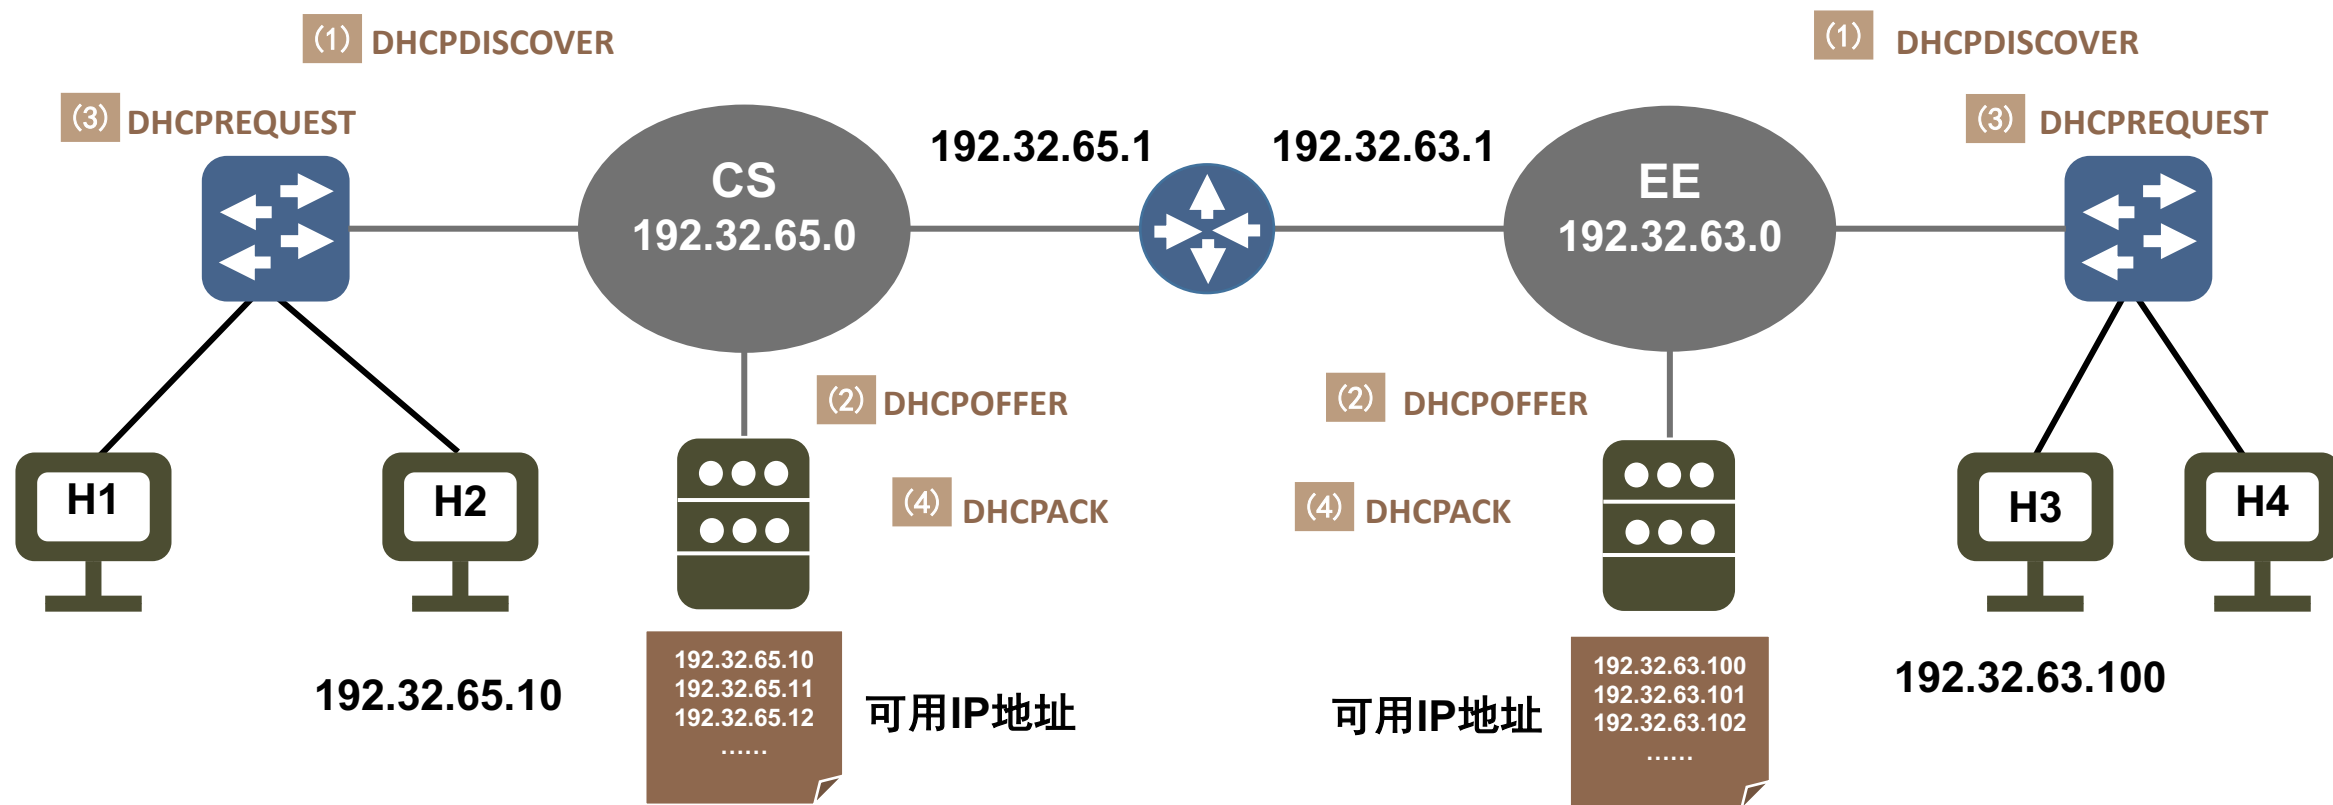 (1) DHCPDISCOVER
(1) DHCPDISCOVER
(3) DHCPREQUEST
(3) DHCPREQUEST
192.32.65.1
192.32.63.1
CS
192.32.65.0
EE
192.32.63.0
(2) DHCPOFFER
(2) DHCPOFFER
H1
H2
H3
H4
(4) DHCPACK
(4) DHCPACK
192.32.65.10
192.32.65.10
192.32.65.11
192.32.65.12
......
可用IP地址
可用IP地址
192.32.63.100
192.32.63.101
192.32.63.102
......
192.32.63.100